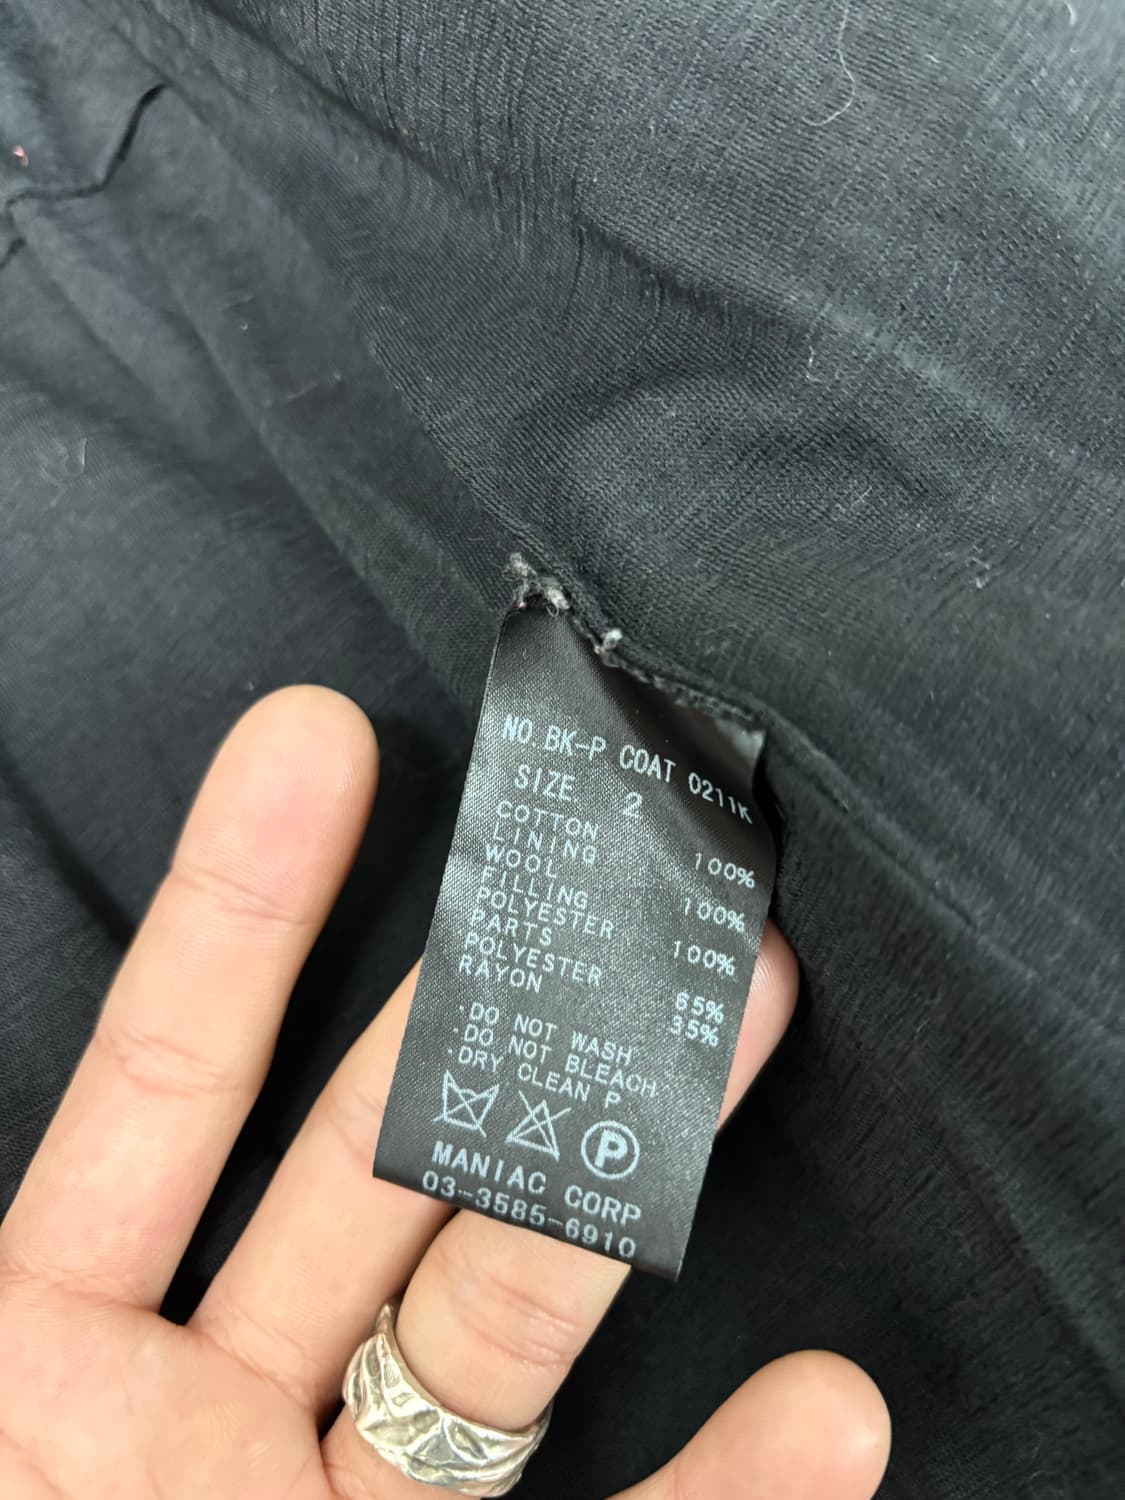 NO.BK-P COAT 0211K
SIZE 2
COTTON 100%
LINING
WOOL 100%
FILLING
POLYESTER 100%
PARTS
POLYESTER 65%
RAYON 35%
·DO NOT WASH
·DO NOT BLEACH
·DRY CLEAN P
P
MANIAC CORP
03-3585-6910